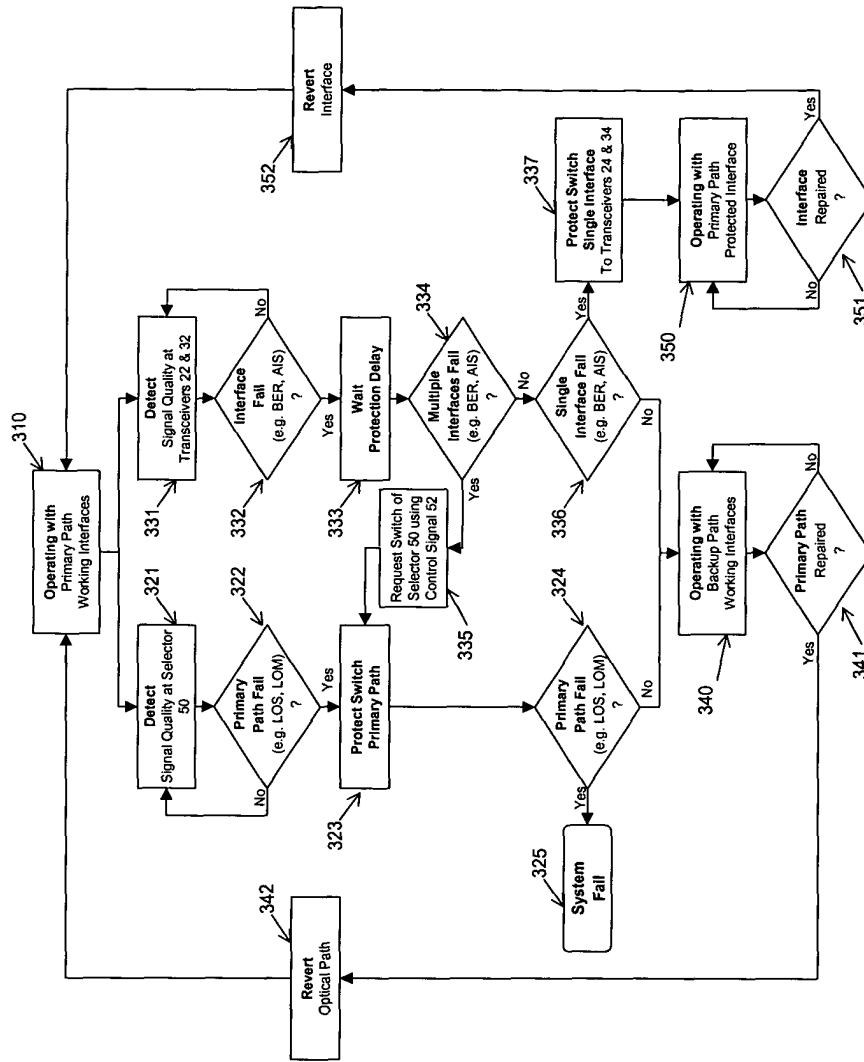 310
Operating with
Primary Path
Working Interfaces
321
Detect
Signal Quality at Selector
50
322
Primary
Path Fail
(e.g. LOS, LOM)
?
No
Yes
323
Protect Switch
Primary Path
324
Primary
Path Fail
(e.g. LOS, LOM)
?
Yes
No
325
System
Fail
331
Detect
Signal Quality at
Transceivers 22 & 32
332
Interface
Fail
(e.g. BER, AIS)
?
No
Yes
333
Wait
Protection Delay
334
Multiple
Interfaces Fail
(e.g. BER, AIS)
?
Yes
No
335
Request Switch of
Selector 50 using
Control Signal 52
336
Single
Interface Fail
(e.g. BER, AIS)
?
Yes
No
337
Protect Switch
Single Interface
To Transceivers 24 & 34
340
Operating with
Backup Path
Working Interfaces
341
Primary Path
Repaired
?
Yes
No
342
Revert
Optical Path
350
Operating with
Primary Path
Protected Interface
351
Interface
Repaired
?
No
Yes
352
Revert
Interface